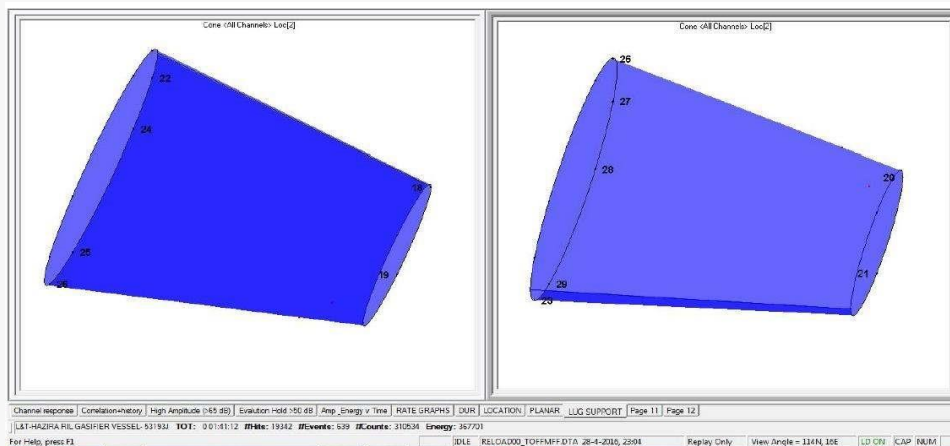 Cone <All Channels> Loc[2]
22
24
18
25
26
19
Cone <All Channels> Loc[2]
26
27
28
20
29
23
21
Channel response Correlation+history High Amplitude (>65 dB) Evalution Hold >50 dB Amp _Energy v Time RATE GRAPHS DUR LOCATION PLANAR LUG SUPPORT Page 11 Page 12
L&T-HAZIRA RIL GASIFIER VESSEL- 53193J TOT: 0 01:41:12 #Hits: 19342 #Events: 639 #Counts: 310534 Energy: 367701
For Help, press F1 IDLE RELOAD00_TOFFMFF.DTA 28-4-2016, 23:04 Replay Only View Angle = 114N, 16E LD ON CAP NUM